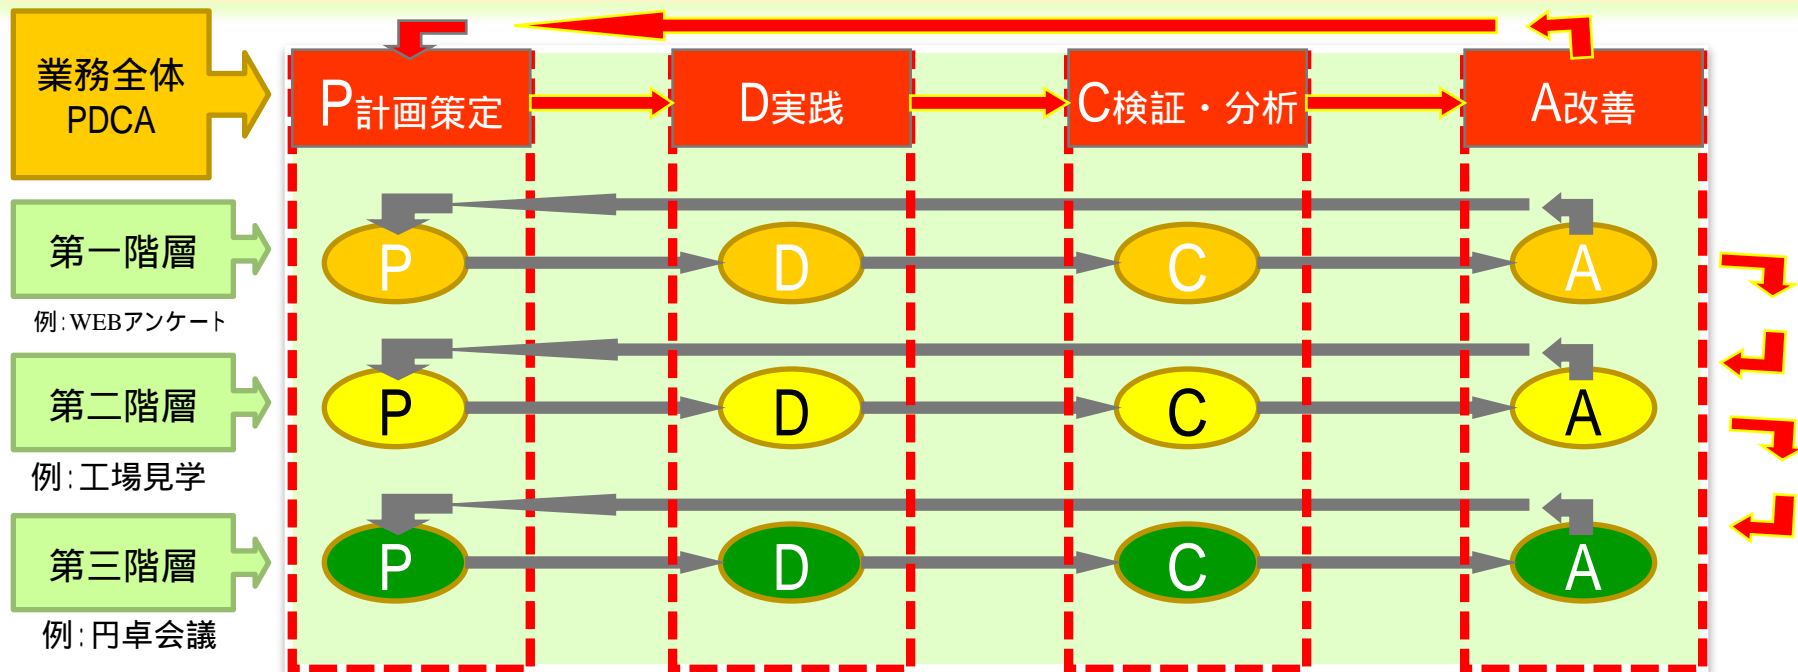 業務全体
PDCA
P計画策定
D実践
C検証・分析
A改善
第一階層
P
D
C
A
例:WEBアンケート
第二階層
P
D
C
A
例:工場見学
第三階層
P
D
C
A
例:円卓会議